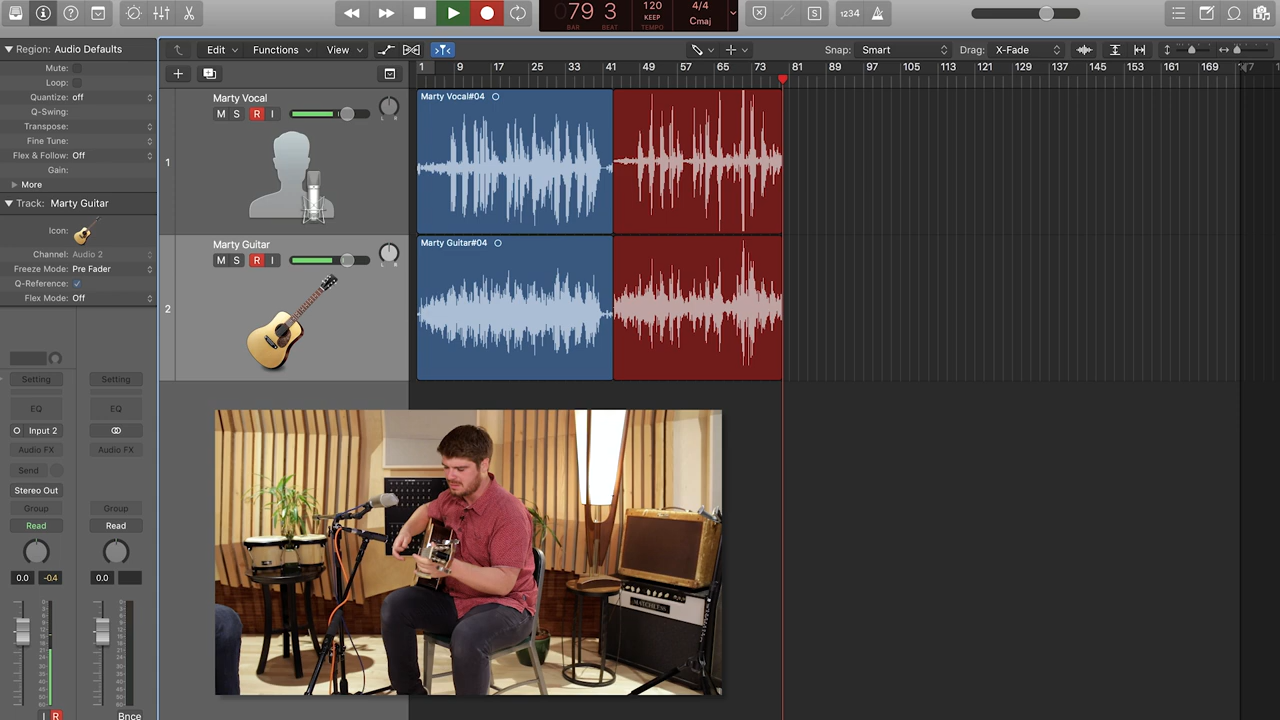 079 3
BAR BEAT
120
KEEP
TEMPO
4/4
Cmaj
1234
S
Region: Audio Defaults
Mute:
Loop:
Quantize: off
Q-Swing:
Transpose:
Fine Tune:
Flex & Follow: Off
Gain:
More
Track: Marty Guitar
Icon:
Channel: Audio 2
Freeze Mode: Pre Fader
Q-Reference:
Flex Mode: Off
Setting Setting
EQ EQ
Input 2
Audio FX Audio FX
Send
Stereo Out
Group Group
Read Read
0.0 -0.4 0.0
I R Bnce
Edit Functions View
Snap: Smart Drag: X-Fade
1 9 17 25 33 41 49 57 65 73 81 89 97 105 113 121 129 137 145 153 161 169
1
Marty Vocal
M S R I
L R
Marty Vocal#04
2
Marty Guitar
M S R I
L R
Marty Guitar#04
MATCHLESS